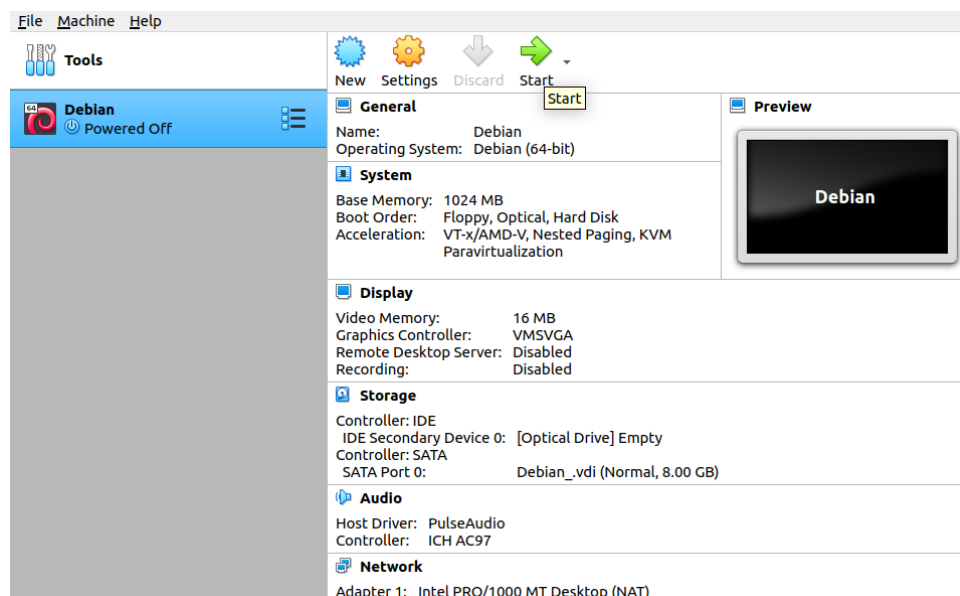 File Machine Help
Tools
New Settings Discard Start
Start
64
Debian
Powered Off
General
Name: Debian
Operating System: Debian (64-bit)
Preview
Debian
System
Base Memory: 1024 MB
Boot Order: Floppy, Optical, Hard Disk
Acceleration: VT-x/AMD-V, Nested Paging, KVM
Paravirtualization
Display
Video Memory: 16 MB
Graphics Controller: VMSVGA
Remote Desktop Server: Disabled
Recording: Disabled
Storage
Controller: IDE
IDE Secondary Device 0: [Optical Drive] Empty
Controller: SATA
SATA Port 0: Debian_.vdi (Normal, 8.00 GB)
Audio
Host Driver: PulseAudio
Controller: ICH AC97
Network
Adapter 1: Intel PRO/1000 MT Desktop (NAT)